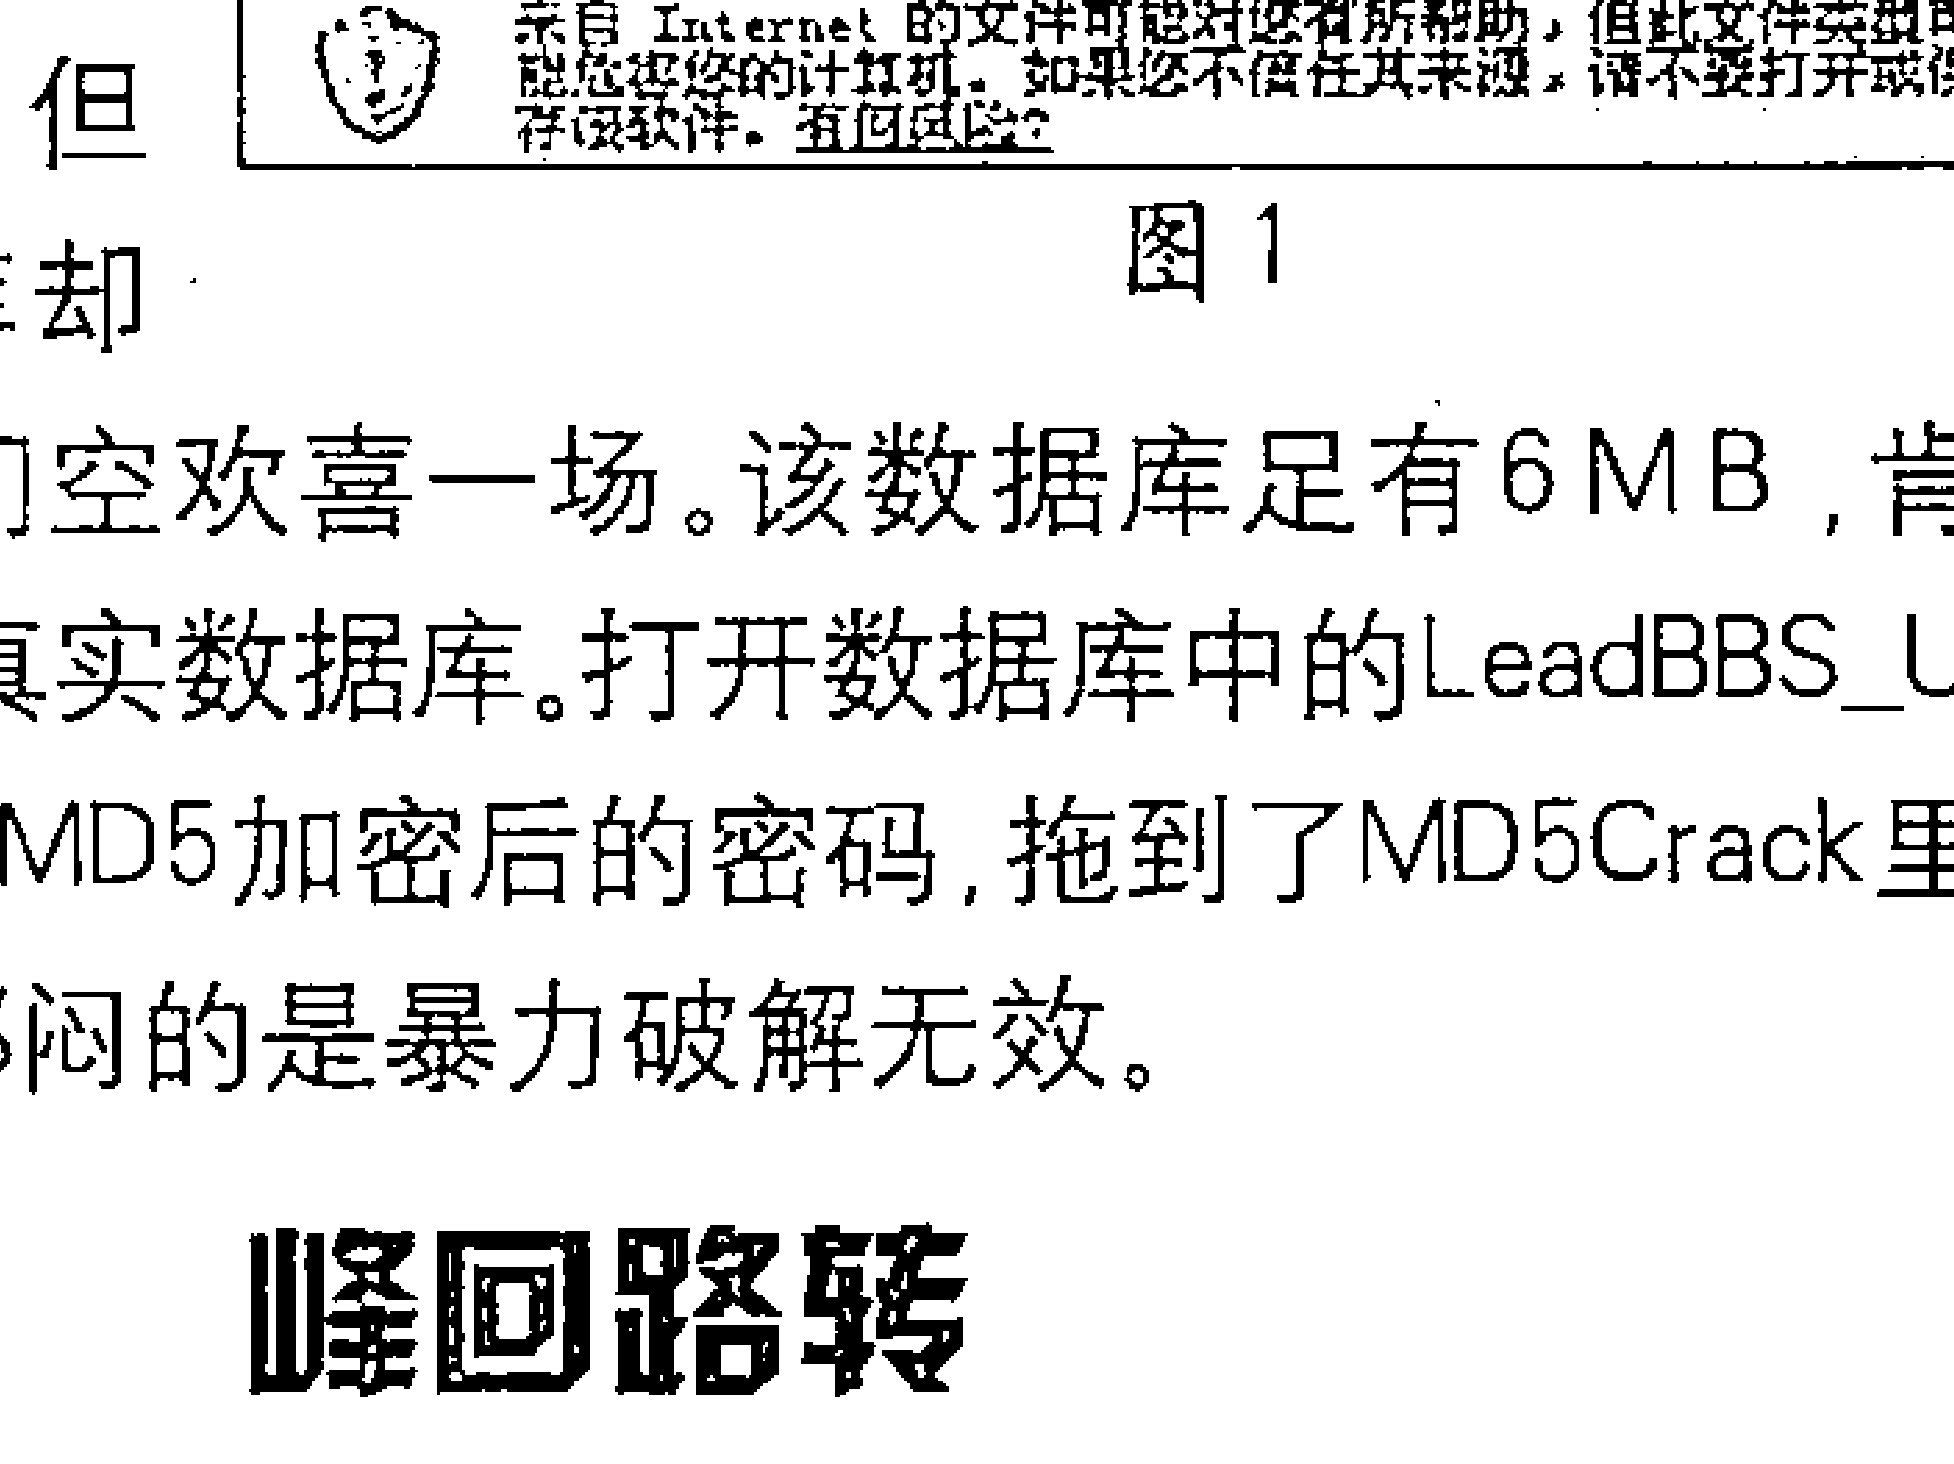 来自 Internet 的文件可能对您有所帮助，但此文件类型可
能危害您的计算机。如果您不信任其来源，请不要打开或保
存该软件。有何风险?
但
图 1
却
空欢喜一场。该数据库足有6MB，肯
真实数据库。打开数据库中的LeadBBS_U
MD5加密后的密码，拖到了MD5Crack里
闷的是暴力破解无效。
峰回路转